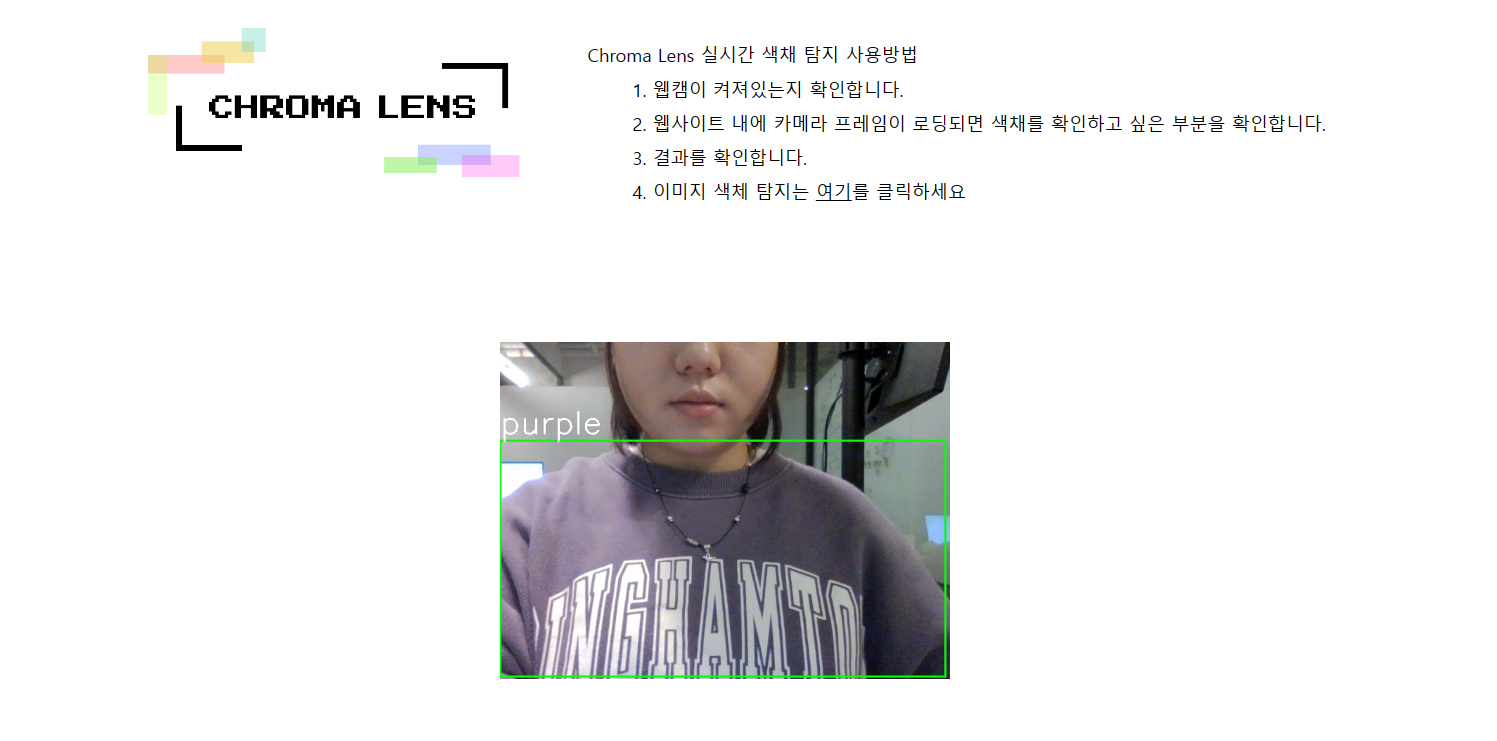 CHROMA LENS
Chroma Lens 실시간 색채 탐지 사용방법
1. 웹캠이 켜져있는지 확인합니다.
2. 웹사이트 내에 카메라 프레임이 로딩되면 색채를 확인하고 싶은 부분을 확인합니다.
3. 결과를 확인합니다.
4. 이미지 색체 탐지는 여기를 클릭하세요
purple
INGHAMTO